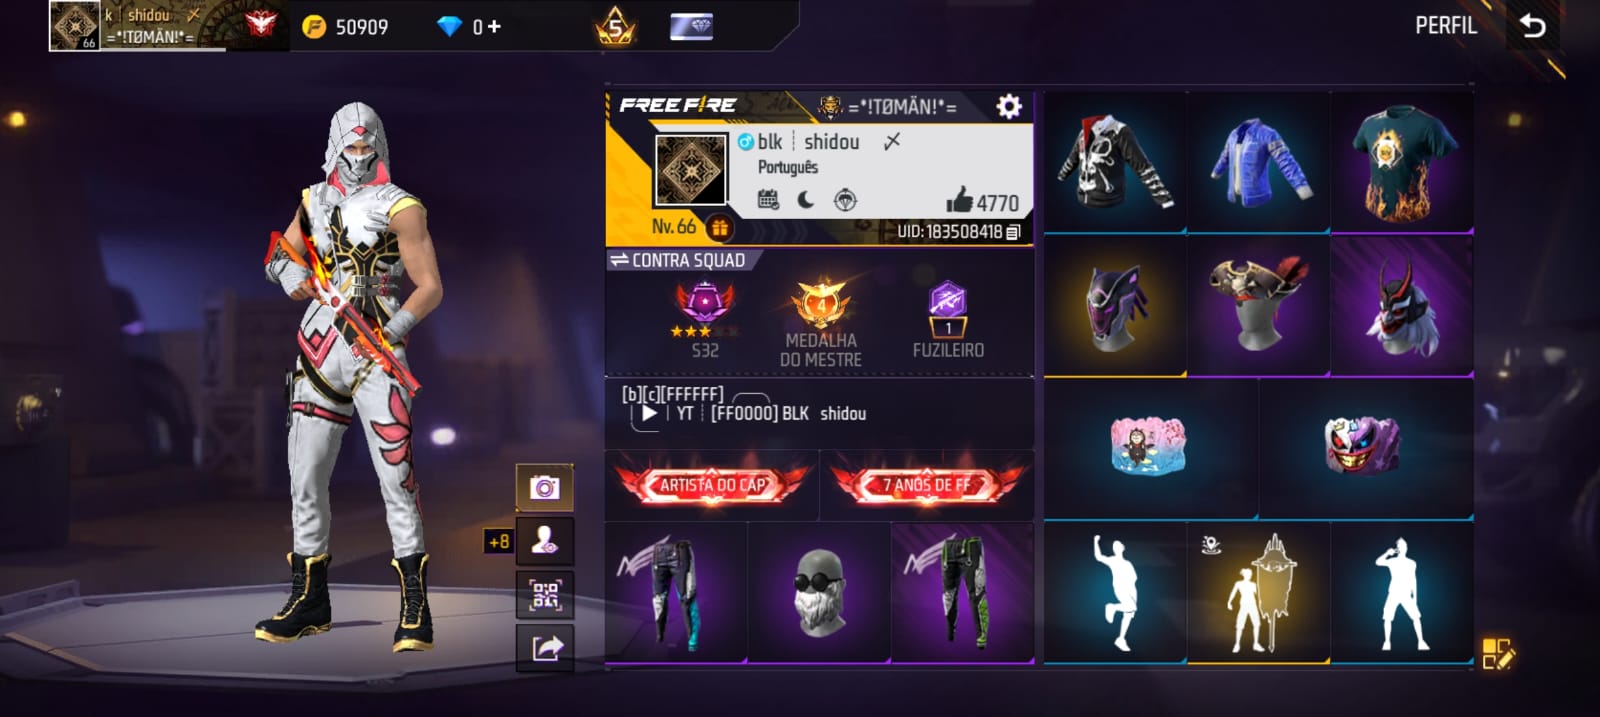 k ┊ shidou 〆
=*!TØMÄN!*=
66
50909
0+
5
PERFIL
FREE FIRE
=*!TØMÄN!*=
blk ┊ shidou 〆
Português
4770
Nv. 66
UID: 183508418
CONTRA SQUAD
4
1
S32
MEDALHA
DO MESTRE
FUZILEIRO
[b][c][FFFFFF]
▶ | YT ┊ [FF0000] BLK shidou
ARTISTA DO CAP
7 ANOS DE FF
+8